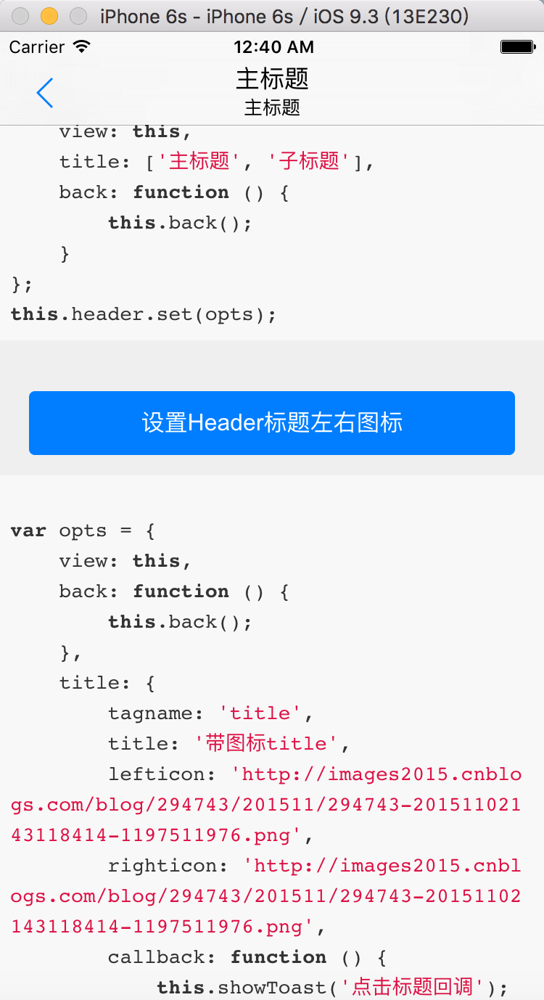 iPhone 6s - iPhone 6s / iOS 9.3 (13E230)
Carrier 12:40 AM
主标题
主标题
view: this,
title: ['主标题', '子标题'],
back: function () {
this.back();
}
};
this.header.set(opts);
设置Header标题左右图标
var opts = {
view: this,
back: function () {
this.back();
},
title: {
tagname: 'title',
title: '带图标title',
lefticon: 'http://images2015.cnblo
gs.com/blog/294743/201511/294743-201511021
43118414-1197511976.png',
righticon: 'http://images2015.cnbl
ogs.com/blog/294743/201511/294743-20151102
143118414-1197511976.png',
callback: function () {
this.showToast('点击标题回调');